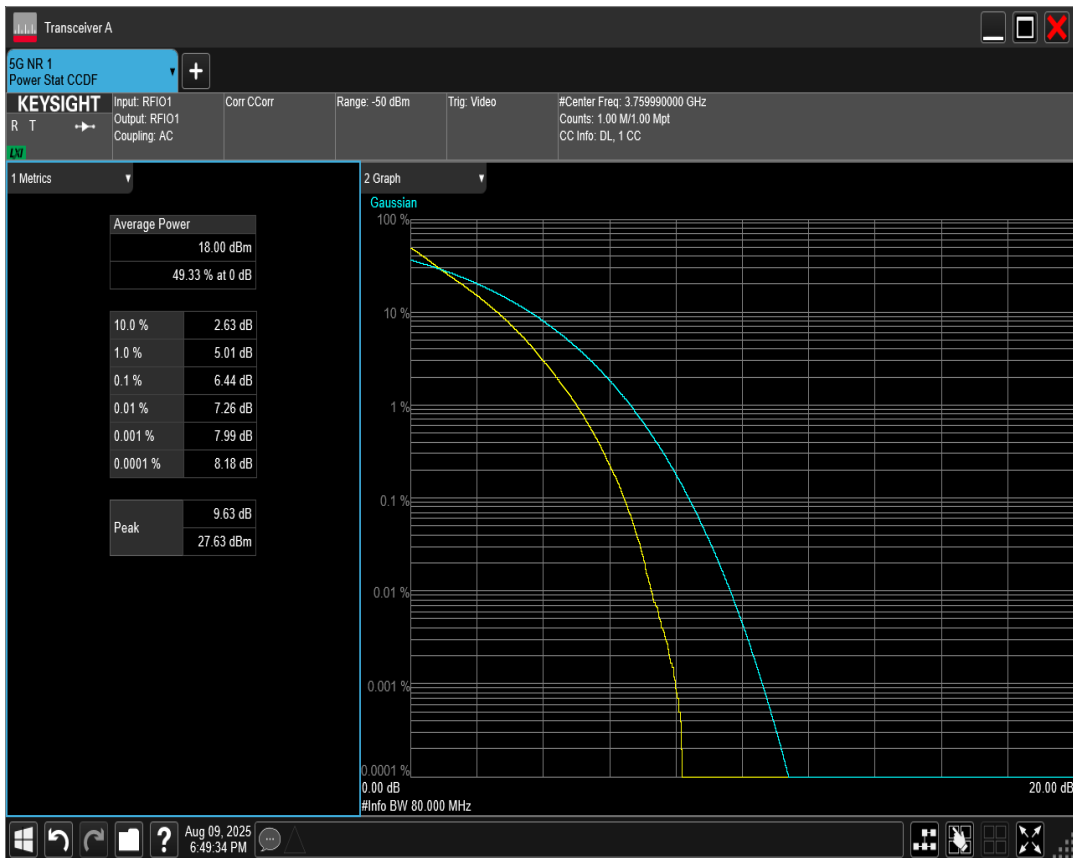 Transceiver A
5G NR 1
Power Stat CCDF
KEYSIGHT
R T
LXI
Input: RFIO1
Output: RFIO1
Coupling: AC
Corr CCorr
Range: -50 dBm
Trig: Video
#Center Freq: 3.759990000 GHz
Counts: 1.00 M/1.00 Mpt
CC Info: DL, 1 CC
1 Metrics
Average Power
18.00 dBm
49.33 % at 0 dB
10.0 % 2.63 dB
1.0 % 5.01 dB
0.1 % 6.44 dB
0.01 % 7.26 dB
0.001 % 7.99 dB
0.0001 % 8.18 dB
Peak
9.63 dB
27.63 dBm
2 Graph
Gaussian
100 %
10 %
1 %
0.1 %
0.01 %
0.001 %
0.0001 %
0.00 dB 20.00 dB
#Info BW 80.000 MHz
?
Aug 09, 2025
6:49:34 PM